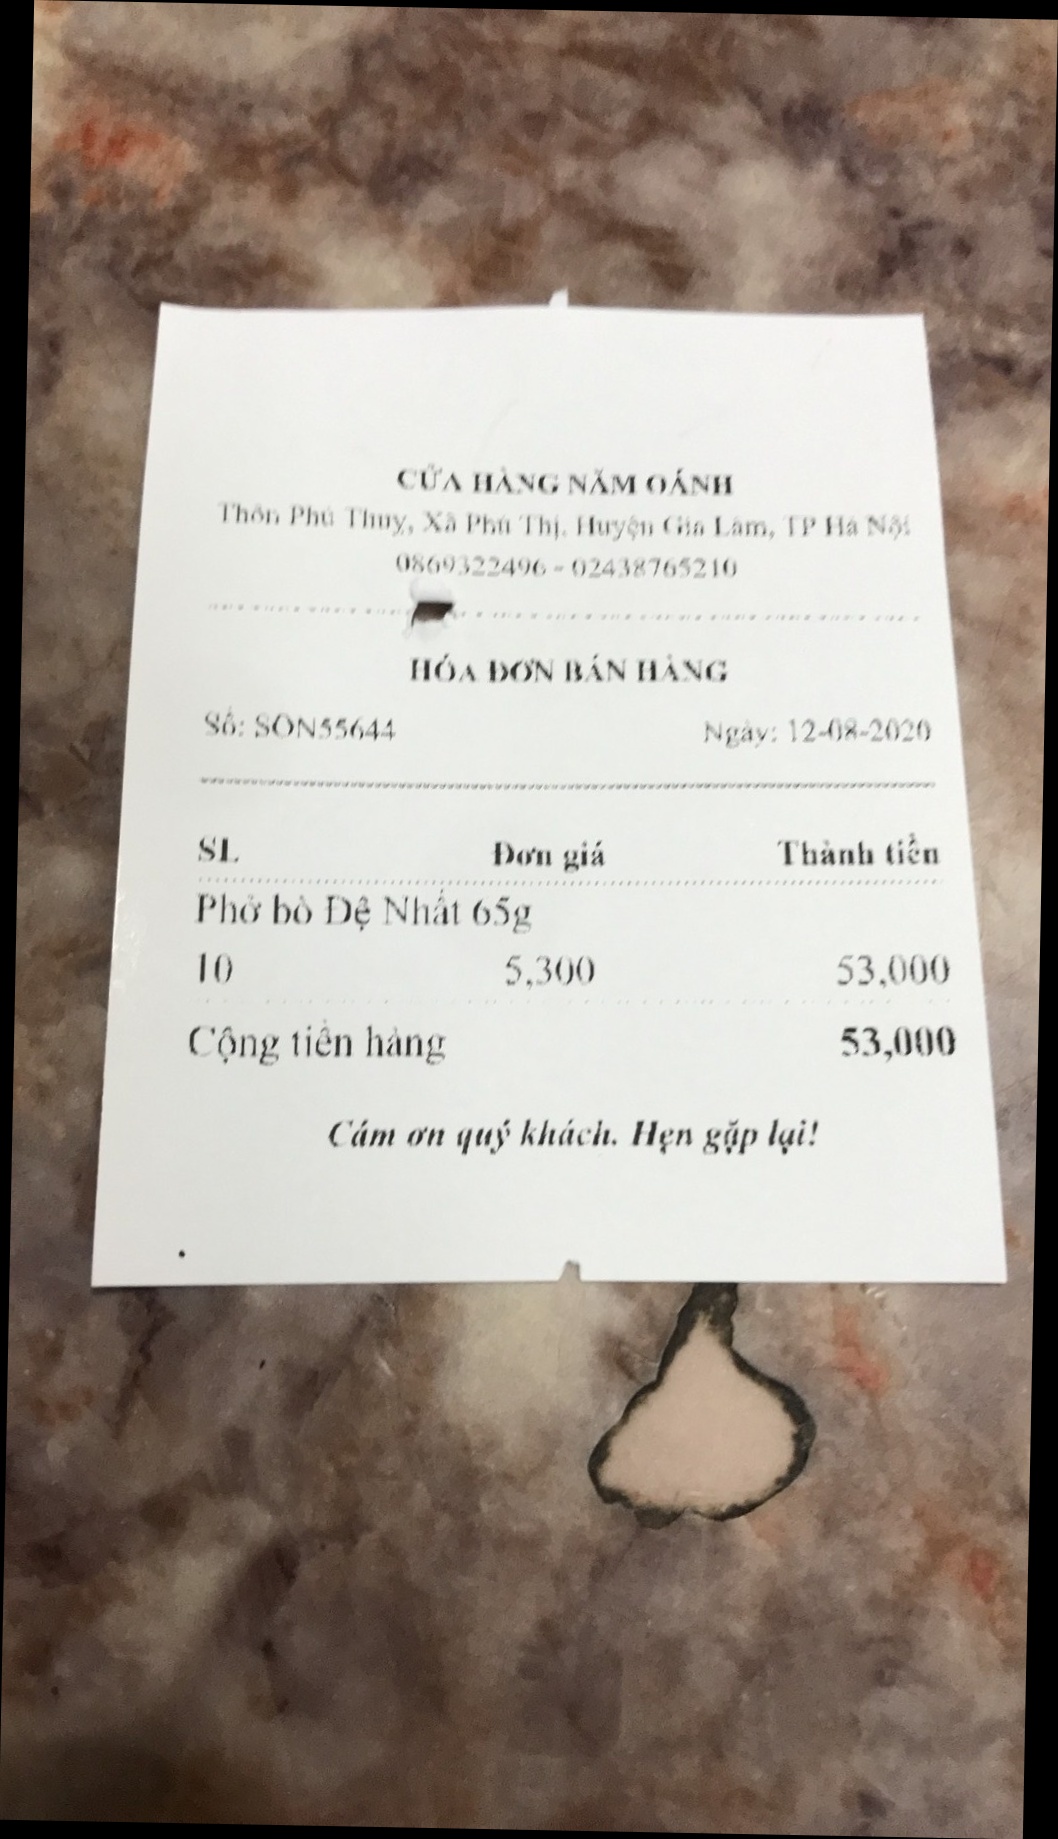 CỬA HÀNG NĂM OÁNH
Thôn Phú Thuỵ, Xã Phú Thị, Huyện Gia Lâm, TP Hà Nội
0869322496 - 02438765210
HÓA ĐƠN BÁN HÀNG
Số: SON55644 Ngày: 12-08-2020
SL Đơn giá Thành tiền
Phở bò Đệ Nhất 65g
10 5,300 53,000
Cộng tiền hàng 53,000
Cám ơn quý khách. Hẹn gặp lại!